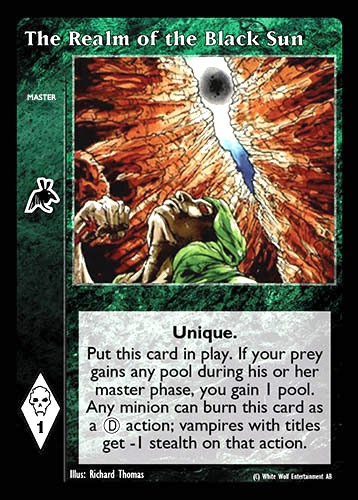 The Realm of the Black Sun
MASTER
Unique.
Put this card in play. If your prey
gains any pool during his or her
master phase, you gain 1 pool.
Any minion can burn this card as
a Ⓓ action; vampires with titles
get -1 stealth on that action.
1
Illus: Richard Thomas
(C) White Wolf Entertainment AB